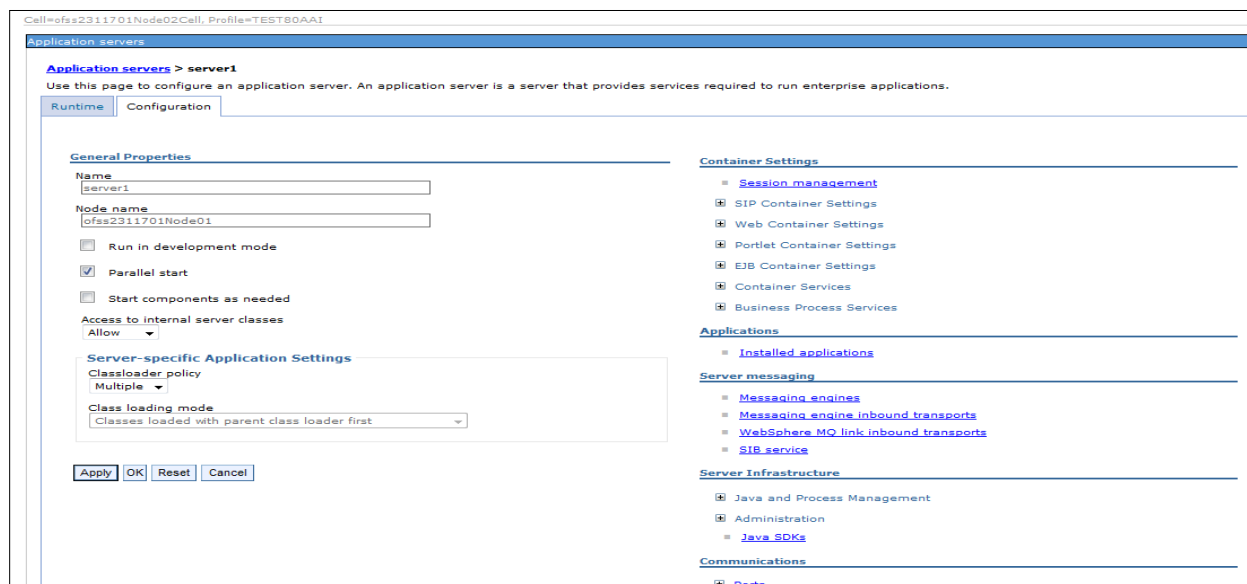 Cell=ofss2311701Node02Cell, Profile=TEST80AAI
Application servers
Application servers > server1
Use this page to configure an application server. An application server is a server that provides services required to run enterprise applications.
Runtime
Configuration
General Properties
Name
server1
Node name
ofss2311701Node01
Run in development mode
Parallel start
Start components as needed
Access to internal server classes
Allow
Server-specific Application Settings
Classloader policy
Multiple
Class loading mode
Classes loaded with parent class loader first
Apply OK Reset Cancel
Container Settings
Session management
SIP Container Settings
Web Container Settings
Portlet Container Settings
EJB Container Settings
Container Services
Business Process Services
Applications
Installed applications
Server messaging
Messaging engines
Messaging engine inbound transports
WebSphere MQ link inbound transports
SIB service
Server Infrastructure
Java and Process Management
Administration
Java SDKs
Communications
Ports